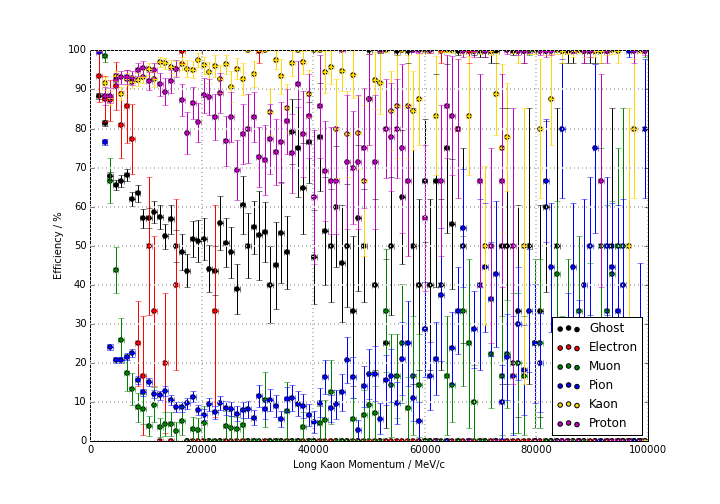 100
90
80
70
60
50
40
30
20
10
0
Efficiency / %
0
20000
40000
60000
80000
100000
Long Kaon Momentum / MeV/c
Ghost
Electron
Muon
Pion
Kaon
Proton